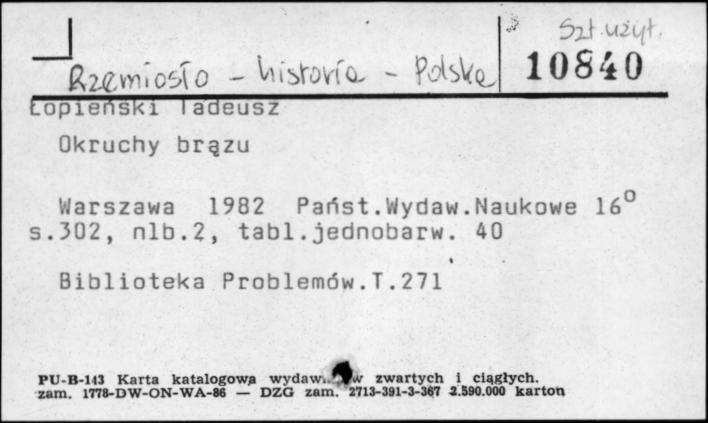 Szt. użyt.
Rzemiosło - historia - Polska
10840
Łopieński Tadeusz
Okruchy brązu
Warszawa 1982 Państ.Wydaw.Naukowe 16°
s.302, nlb.2, tabl.jednobarw. 40
Biblioteka Problemów.T.271
PU-B-143 Karta katalogowa zwartych i ciągłych.
zam. 1778-DW-ON-WA-86 — DZG zam. 2713-391-3-367 2.590.000 karton